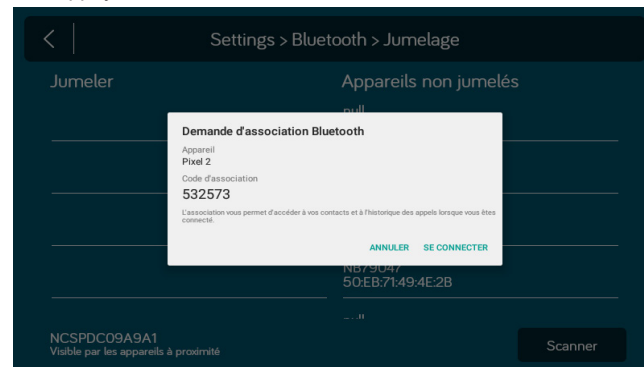 Settings > Bluetooth > Jumelage
Jumeler
Appareils non jumelés
null
Demande d'association Bluetooth
Appareil
Pixel 2
Code d'association
532573
L'association vous permet d'accéder à vos contacts et à l'historique des appels lorsque vous êtes
connecté.
ANNULER SE CONNECTER
NB79047
50:EB:71:49:4E:2B
NCSPDC09A9A1
Visible par les appareils à proximité
Scanner